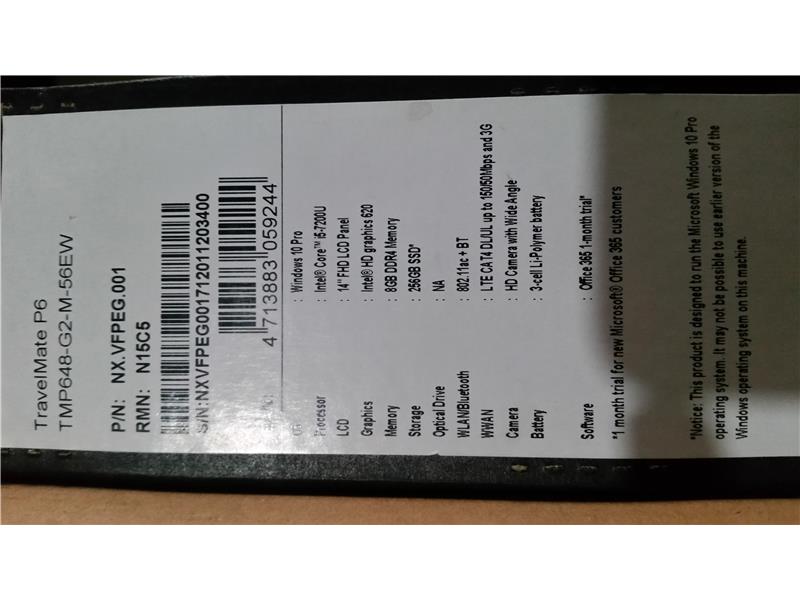 TravelMate P6
TMP648-G2-M-56EW
P/N: NX.VFPEG.001
RMN: N15C5
S/N:NXVFPEG001712011203400
4 713883 059244
: Windows 10 Pro
Processor : Intel® Core™ i5-7200U
LCD : 14" FHD LCD Panel
Graphics : Intel® HD graphics 620
Memory : 8GB DDR4 Memory
Storage : 256GB SSD*
Optical Drive : NA
WLAN/Bluetooth : 802.11ac + BT
WWAN : LTE CAT4 DL/UL up to 150/50Mbps and 3G
Camera : HD Camera with Wide Angle
Battery : 3-cell Li-Polymer battery
Software : Office 365 1-month trial*
*1 month trial for new Microsoft® Office 365 customers
*Notice: This product is designed to run the Microsoft Windows 10 Pro
operating system. It may not be possible to use earlier version of the
Windows operating system on this machine.